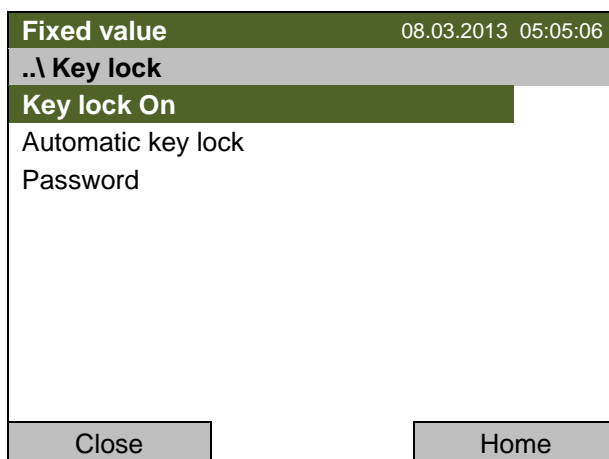 Fixed value 08.03.2013 05:05:06
..\ Key lock
Key lock On
Automatic key lock
Password
Close Home